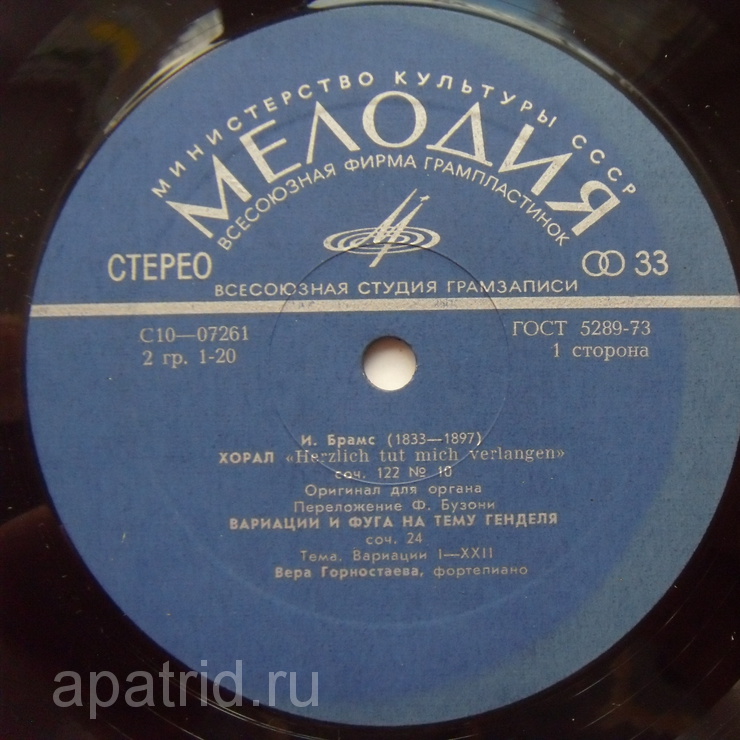 МИНИСТЕРСТВО КУЛЬТУРЫ СССР
МЕЛОДИЯ
ВСЕСОЮЗНАЯ ФИРМА ГРАМПЛАСТИНОК
СТЕРЕО
33
ВСЕСОЮЗНАЯ СТУДИЯ ГРАМЗАПИСИ
С10—07261
ГОСТ 5289-73
2 гр. 1-20
1 сторона
И. Брамс (1833—1897)
ХОРАЛ «Herzlich tut mich verlangen»
соч. 122 № 10
Оригинал для органа
Переложение Ф. Бузони
ВАРИАЦИИ И ФУГА НА ТЕМУ ГЕНДЕЛЯ
соч. 24
Тема. Вариации I—XXII
Вера Горностаева, фортепиано
apatrid.ru